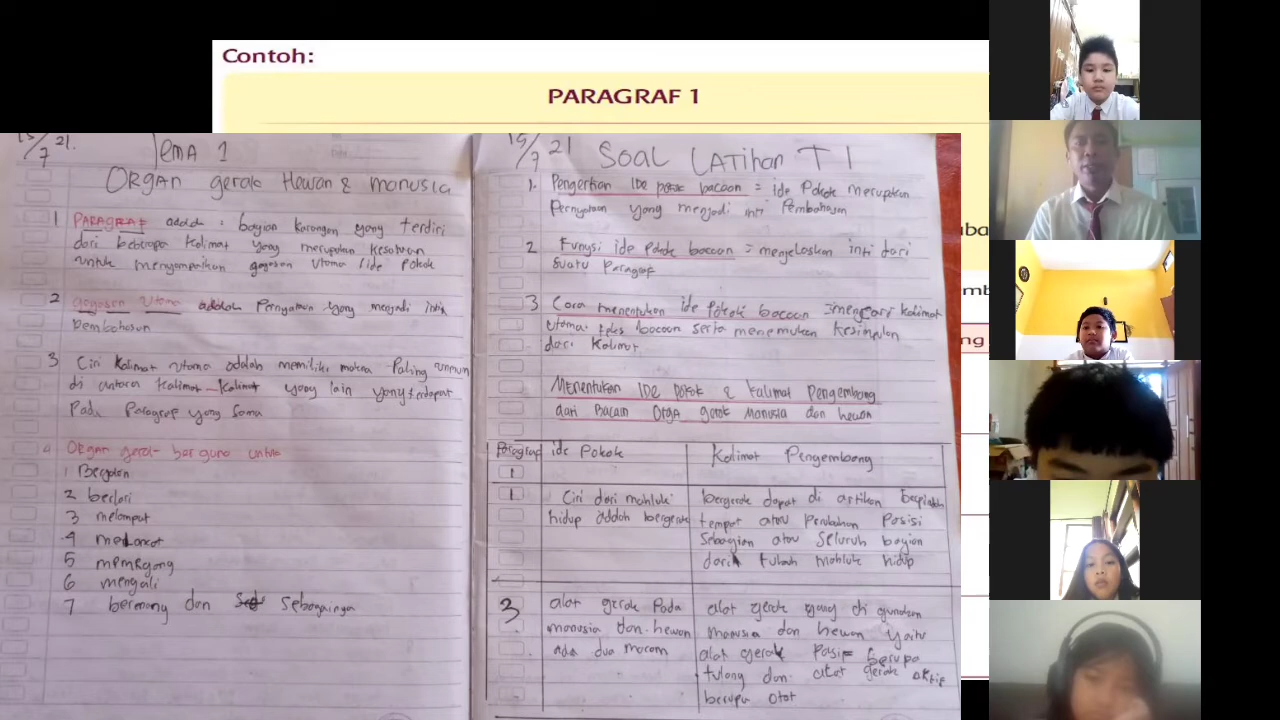 Contoh:
PARAGRAF 1
15/7 21.
TEMA 1
ORGAN gerak Hewan & manusia
1 PARAGRAF adalah = bagian karangan yang terdiri
dari beberapa kalimat yang merupakan kesatuan
untuk menyampaikan gagasan utama /ide pokok
2 gagasan utama adalah Pernyataan yang menjadi inti
Pembahasan
3 Ciri kalimat utama adalah memiliki makna Paling umum
di antara kalimat-kalimat yang lain yang terdapat
Pada Paragraf yang sama
4 Organ gerak berguna untuk
1 Berjalan
2 berlari
3 melompat
4 meloncat
5 memegang
6 mengali
7 berenang dan sebagainya
15/7 21
SOAL LATihan T 1
1. Pengertian IDE pokok bacaan = ide Pokok merupkan
Pernyataan yang menjadi inti Pembahasan
2 Fungsi ide Pokok bacaan = menjelaskan inti dari
suatu Paragraf
3 Cara menentukan ide Pokok bacaan = mencari kalimat
utama teks bacaan serta menemukan kesimpulan
dari kalimat
Menentukan IDE pokok & kalimat Pengembang
dari Bacaan Orga gerak Manusia dan hewan
Paragraf ide Pokok Kalimat Pengembang
1
1 Ciri dari mahluk bergerak dapat di artikan berpindah
hidup adalah bergerak tempat atau perubahan Posisi
Sebagian atau seluruh bagian
dari tubuh mahluk hidup
3 alat gerak Pada alat gerak yang di gunakan
manusia dan hewan manusia dan hewan yaitu
ada dua macam alat gerak Pasif berupa
tulang dan alat gerak aktif
berupa otot